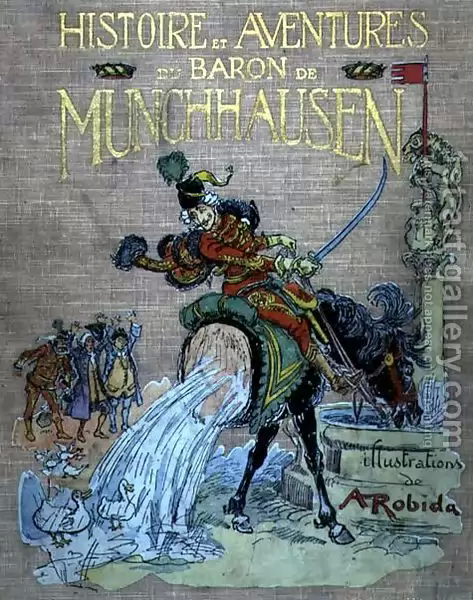 HISTOIRE ET AVENTURES
DU BARON DE
MUNCHHAUSEN
illustrations
de
A Robida